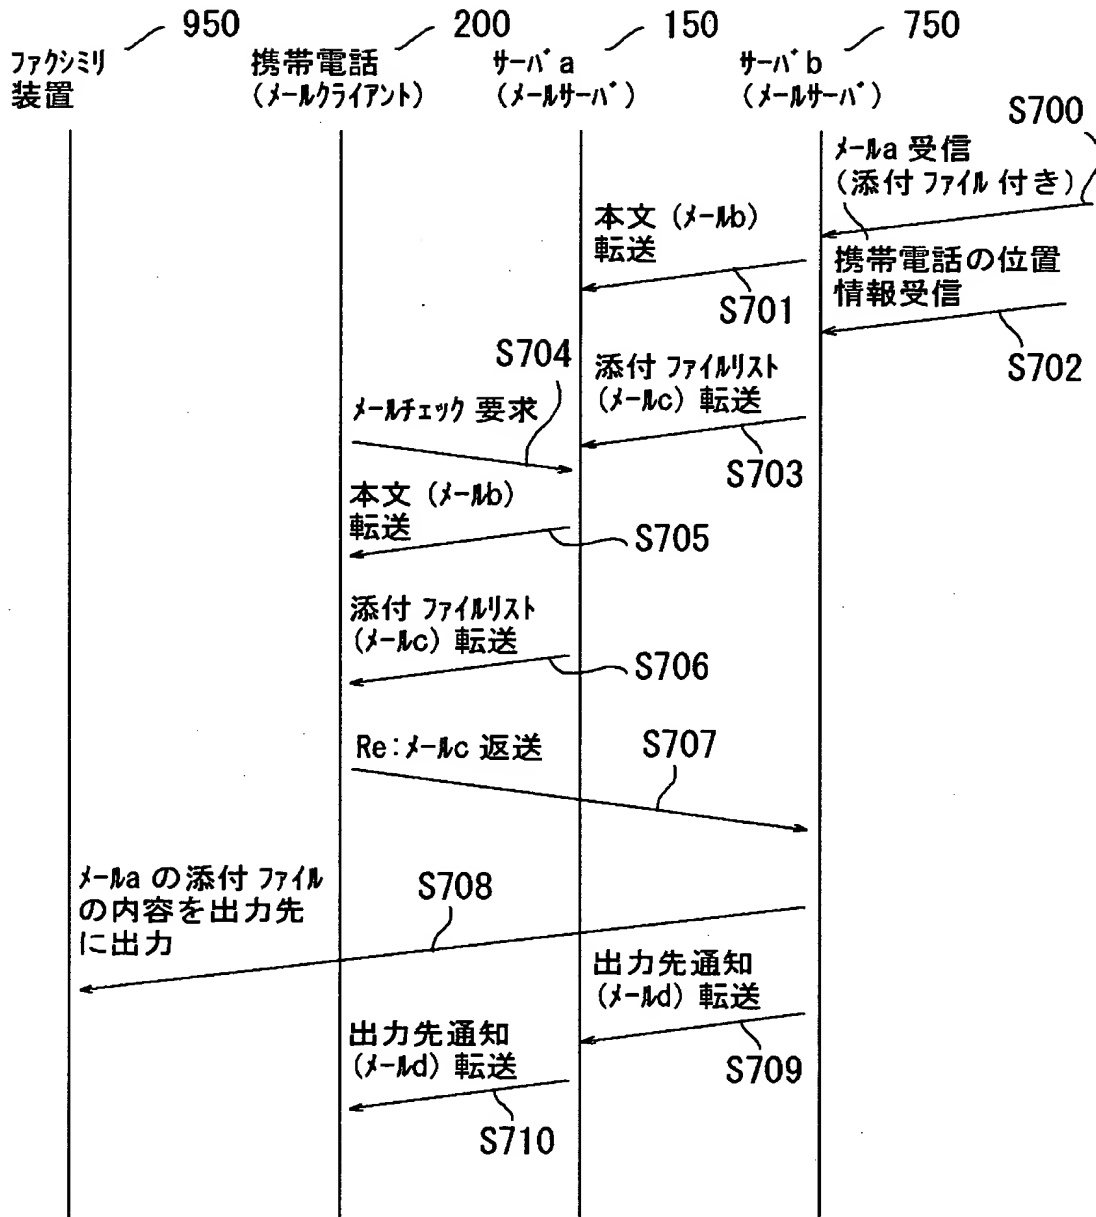 950
200
150
750
ファクシミリ
装置
携帯電話
(メールクライアント)
サーバa
(メールサーバ)
サーバb
(メールサーバ)
S700
メールa 受信
(添付 ファイル 付き)
本文 (メールb)
転送
S701
携帯電話の位置
情報受信
S702
S704
添付 ファイルリスト
(メールc) 転送
メールチェック 要求
S703
本文 (メールb)
転送
S705
添付 ファイルリスト
(メールc) 転送
S706
Re:メールc 返送
S707
メールa の添付 ファイル
の内容を出力先
に出力
S708
出力先通知
(メールd) 転送
S709
出力先通知
(メールd) 転送
S710